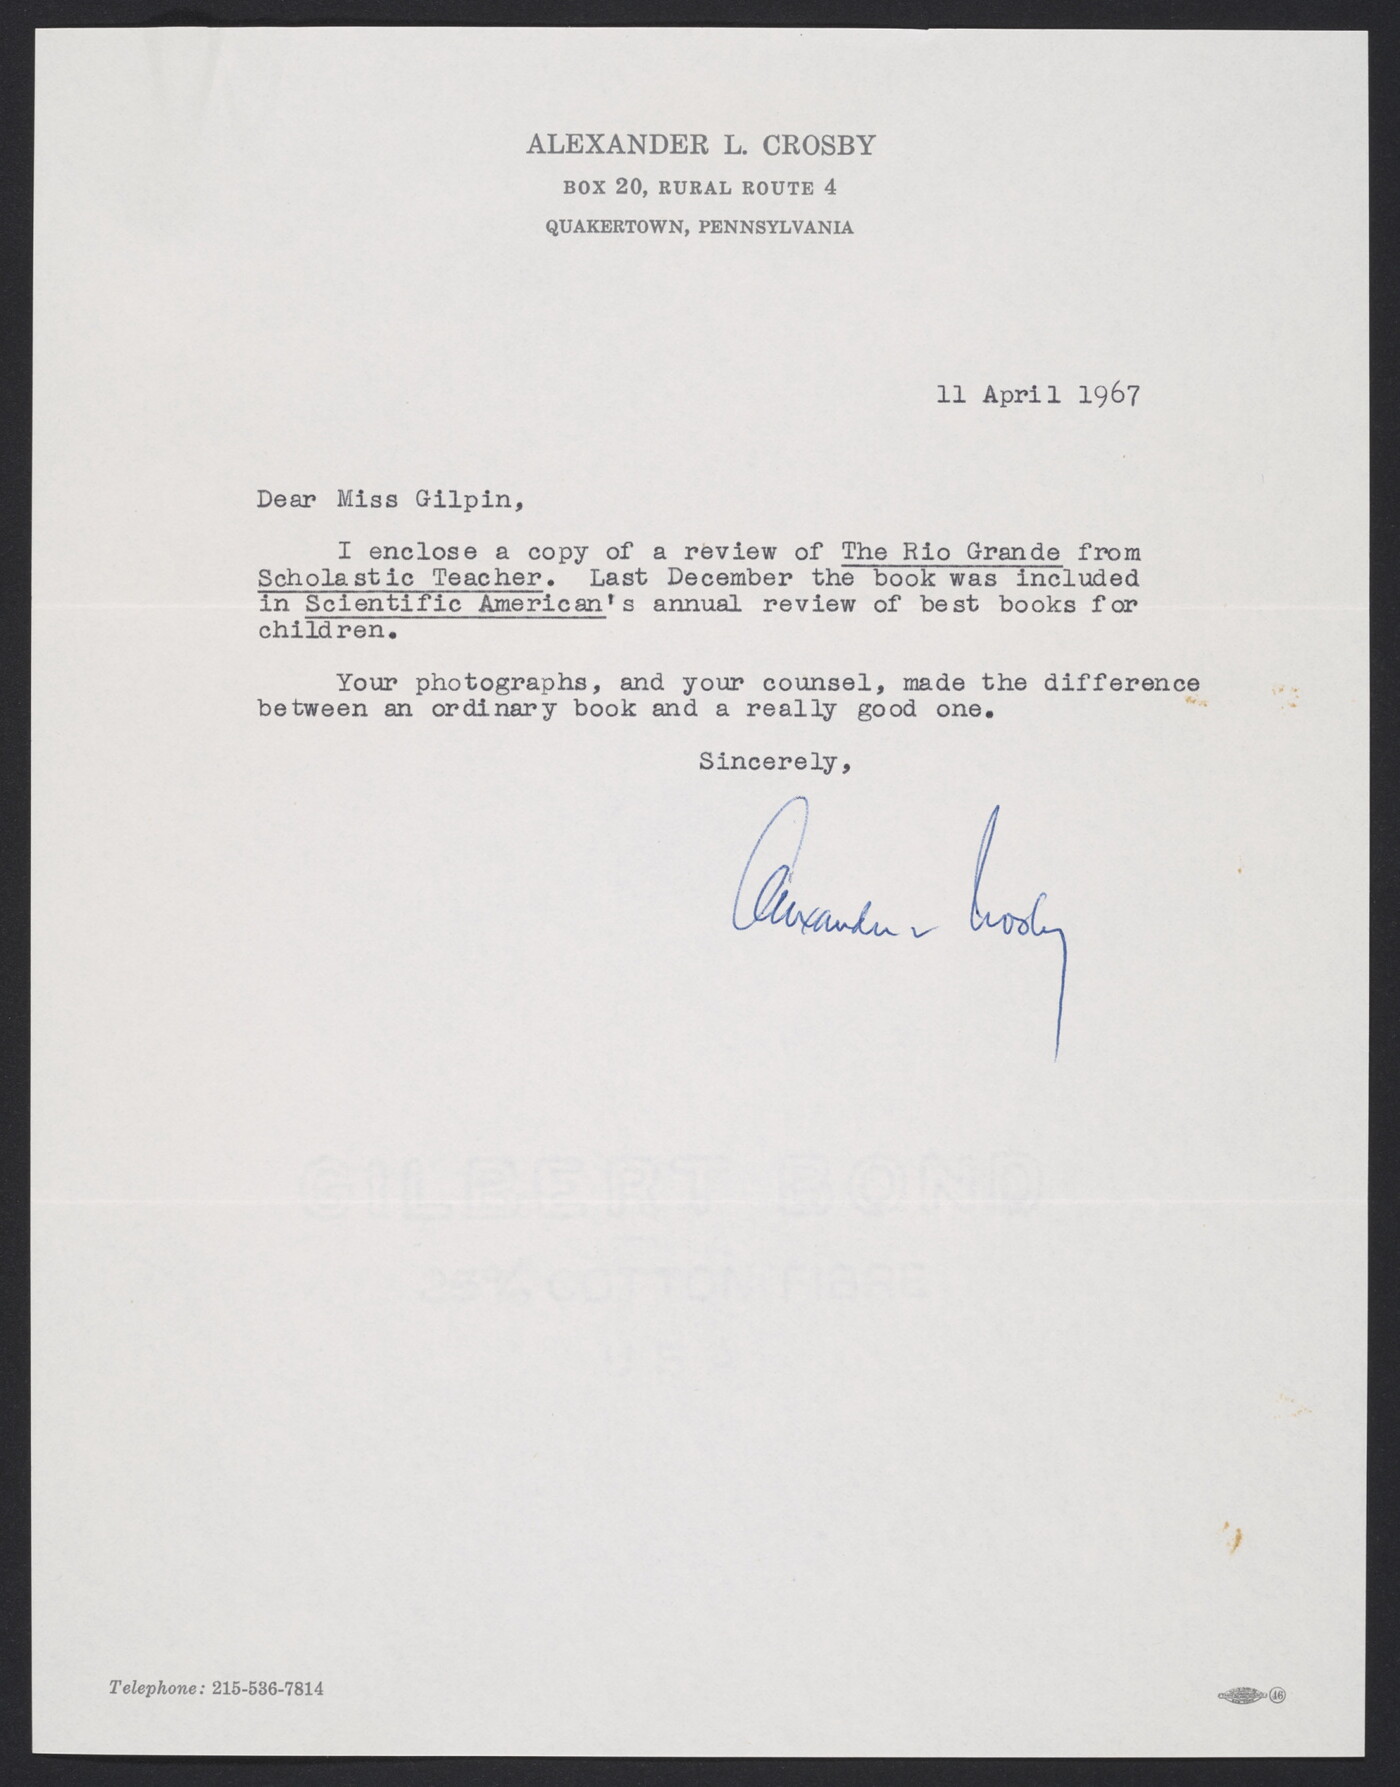 ALEXANDER L. CROSBY
BOX 20, RURAL ROUTE 4
QUAKERTOWN, PENNSYLVANIA
11 April 1967
Dear Miss Gilpin,
I enclose a copy of a review of The Rio Grande from
Scholastic Teacher. Last December the book was included
in Scientific American's annual review of best books for
children.
Your photographs, and your counsel, made the difference
between an ordinary book and a really good one.
Sincerely,
Alexander L Crosby
GILBERT BOND
25% COTTON FIBRE
U S A
Telephone: 215-536-7814
46